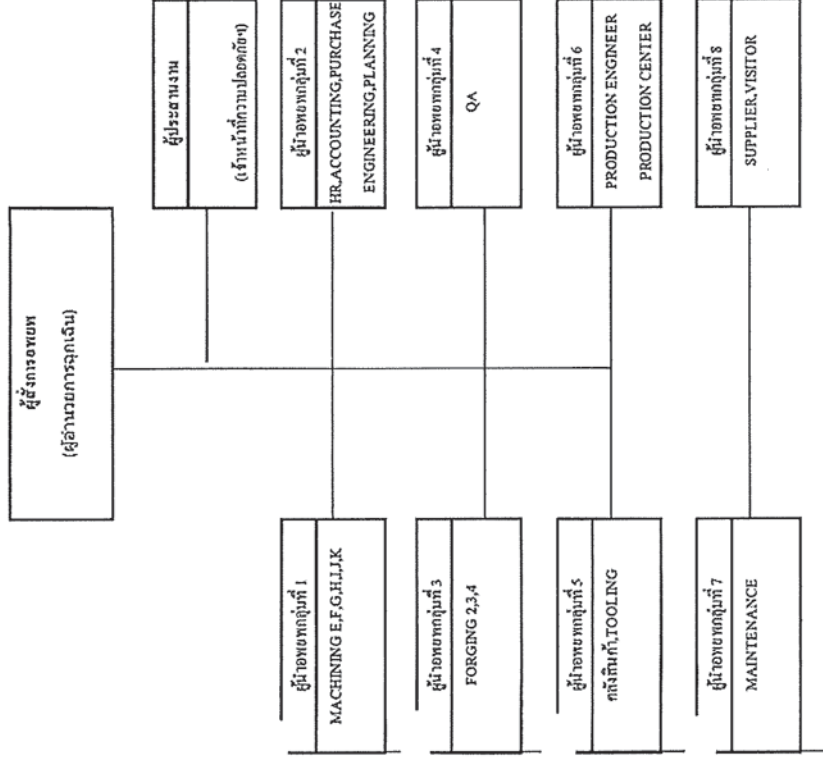 ผู้สั่งการอพยพ
(ผู้อำนวยการฉุกเฉิน)
ผู้ประสานงาน
(เจ้าหน้าที่ความปลอดภัยฯ)
ผู้นำอพยพกลุ่มที่ 1
MACHINING E,F,G,H,I,J,K
ผู้นำอพยพกลุ่มที่ 2
HR,ACCOUNTING,PURCHASE
ENGINEERING,PLANNING
ผู้นำอพยพกลุ่มที่ 3
FORGING 2,3,4
ผู้นำอพยพกลุ่มที่ 4
QA
ผู้นำอพยพกลุ่มที่ 5
คลังสินค้า,TOOLING
ผู้นำอพยพกลุ่มที่ 6
PRODUCTION ENGINEER
PRODUCTION CENTER
ผู้นำอพยพกลุ่มที่ 7
MAINTENANCE
ผู้นำอพยพกลุ่มที่ 8
SUPPLIER,VISITOR